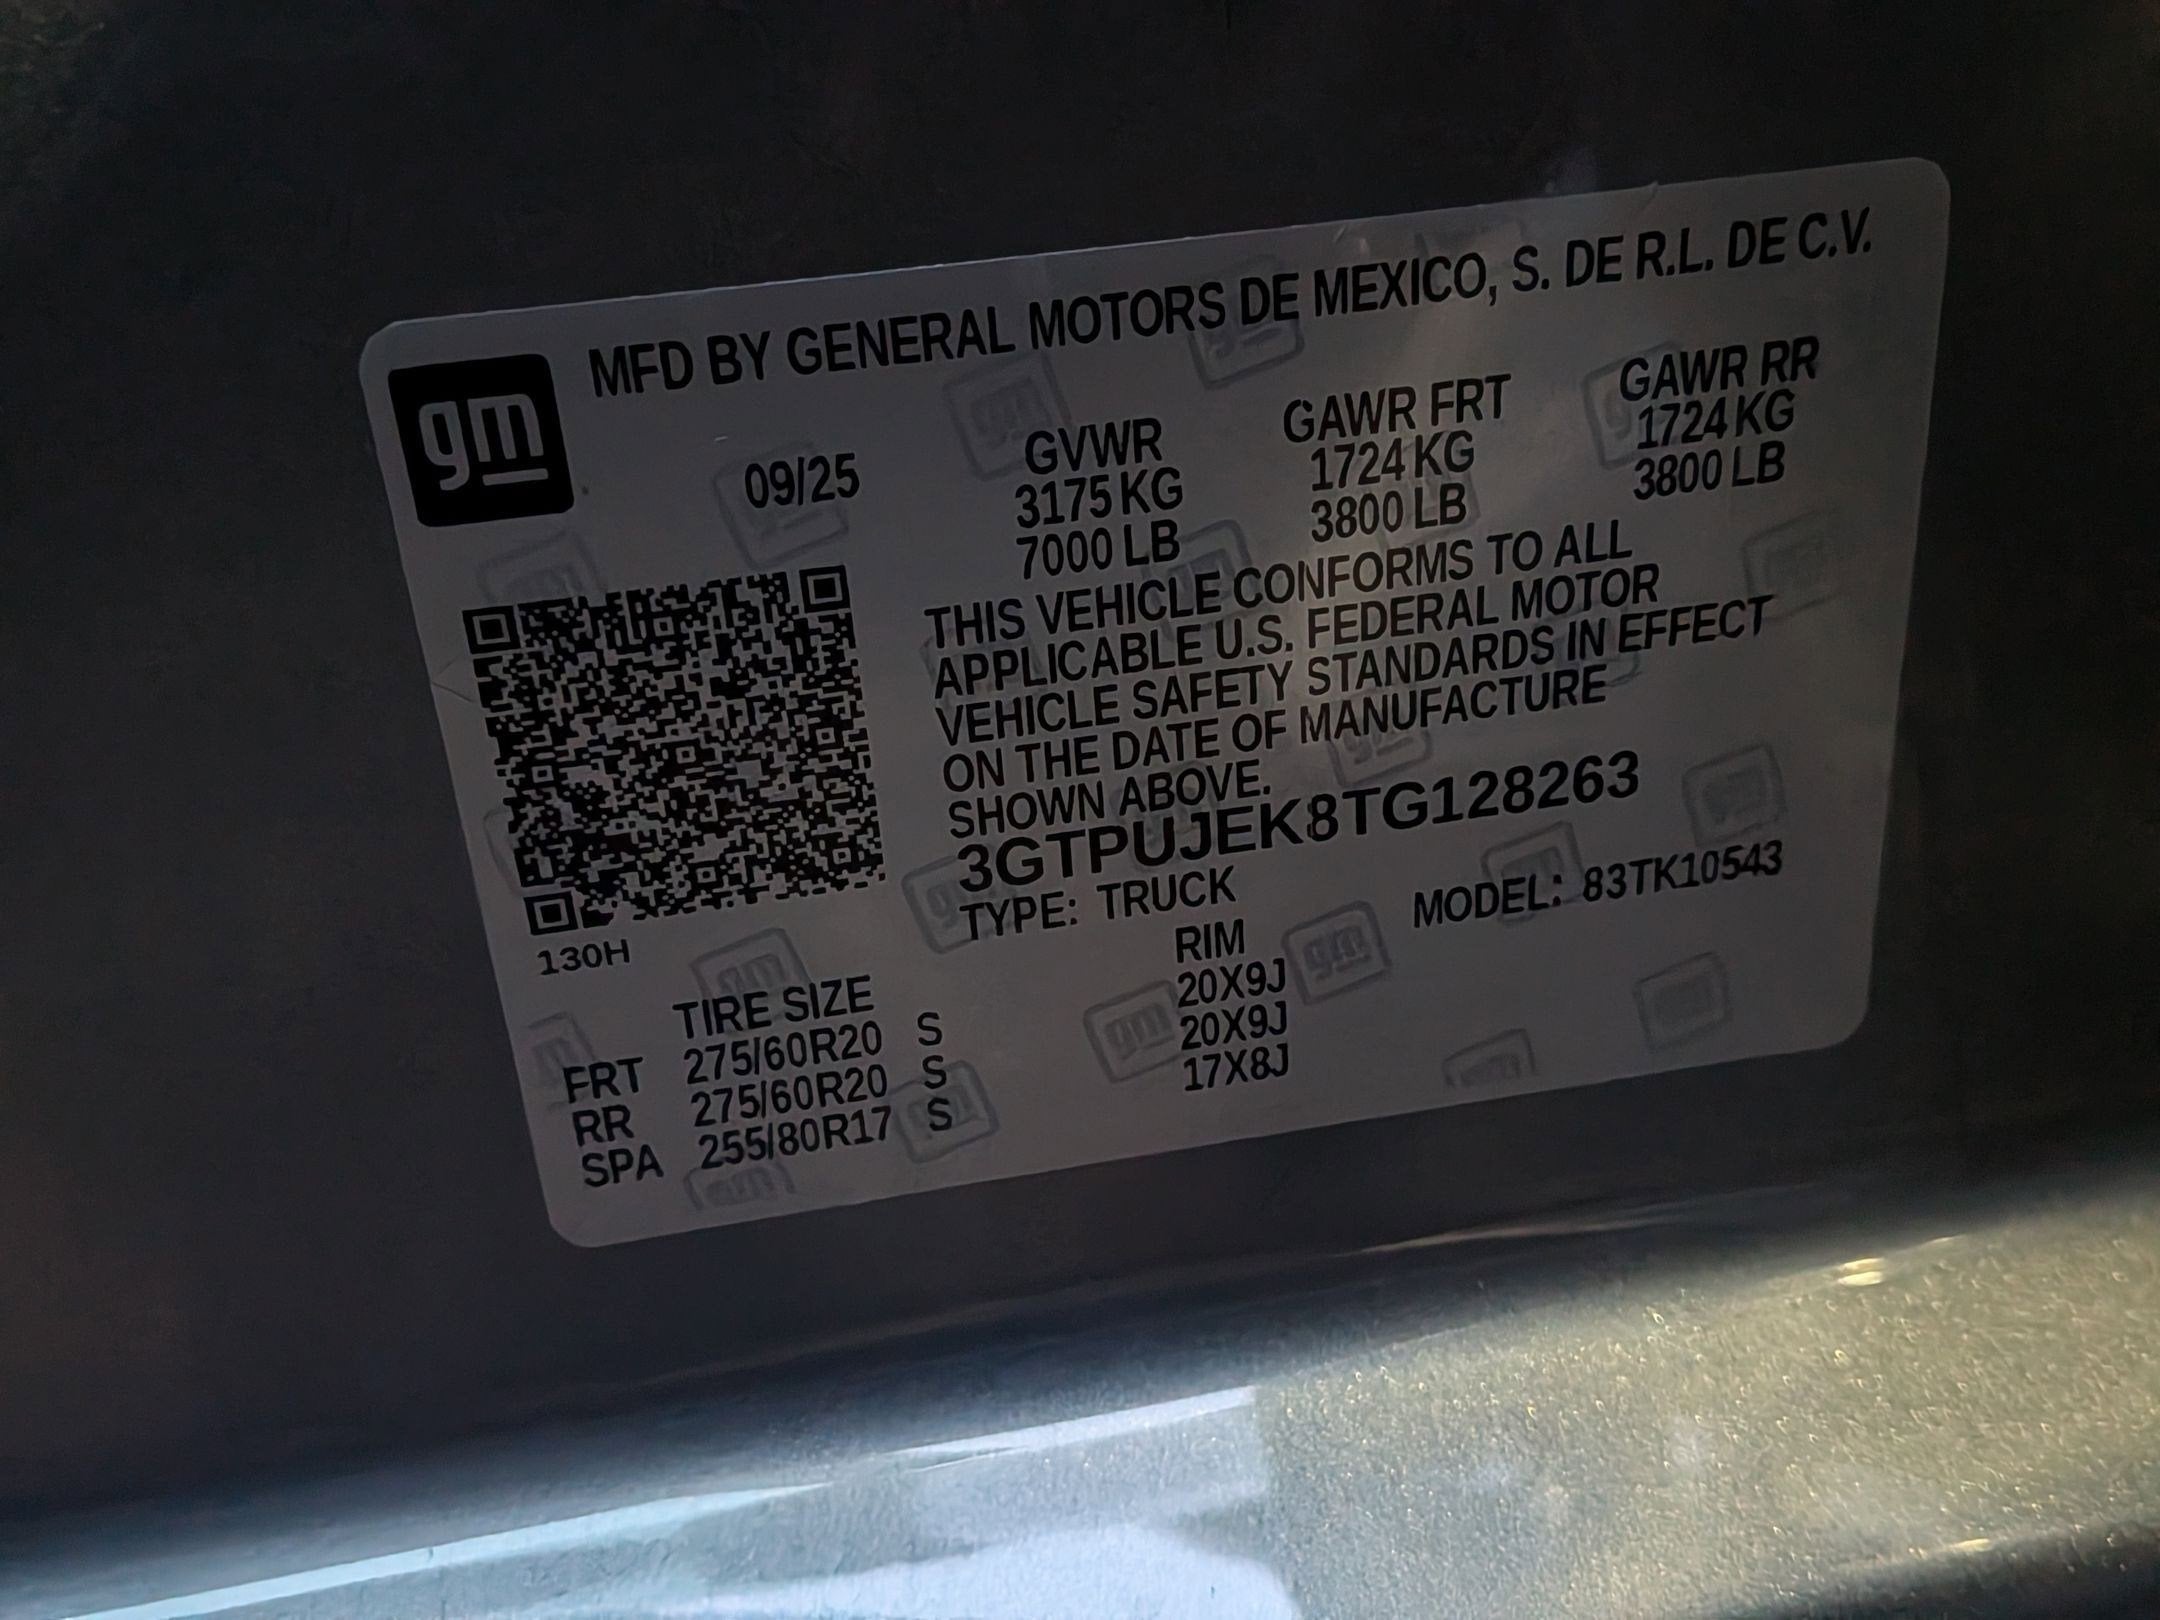 gm
MFD BY GENERAL MOTORS DE MEXICO, S. DE R.L. DE C.V.
09/25
GVWR
3175 KG
7000 LB
GAWR FRT
1724 KG
3800 LB
GAWR RR
1724 KG
3800 LB
THIS VEHICLE CONFORMS TO ALL
APPLICABLE U.S. FEDERAL MOTOR
VEHICLE SAFETY STANDARDS IN EFFECT
ON THE DATE OF MANUFACTURE
SHOWN ABOVE.
3GTPUJEK8TG128263
TYPE: TRUCK MODEL: 83TK10543
130H
TIRE SIZE RIM
FRT 275/60R20 S 20X9J
RR 275/60R20 S 20X9J
SPA 255/80R17 S 17X8J